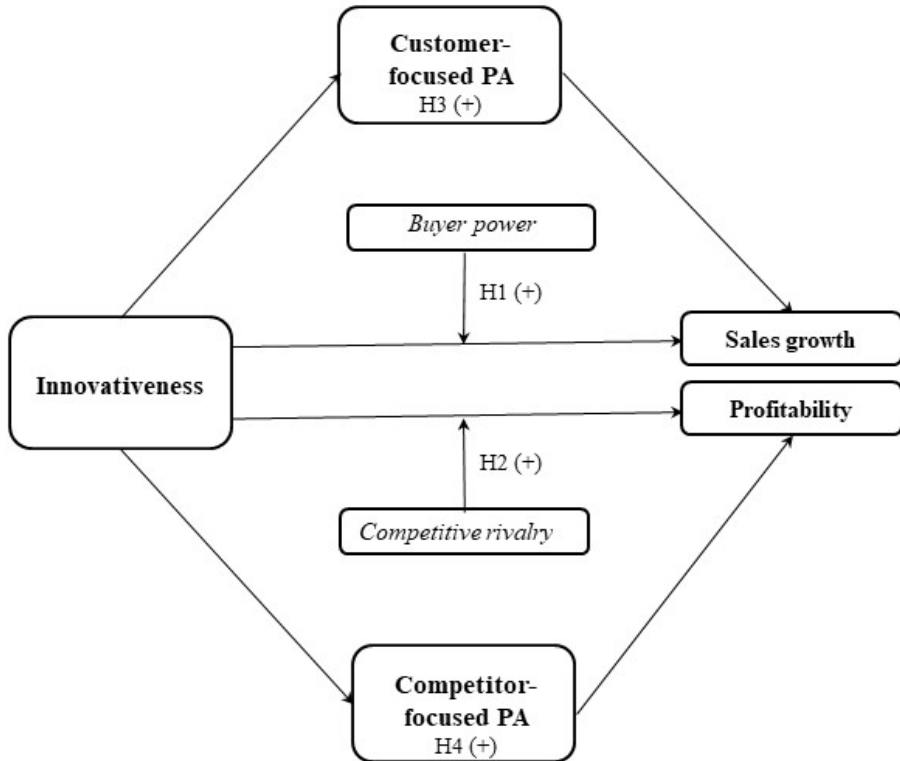 Customer-
focused PA
H3 (+)
Buyer power
H1 (+)
Sales growth
Innovativeness
Profitability
H2 (+)
Competitive rivalry
Competitor-
focused PA
H4 (+)